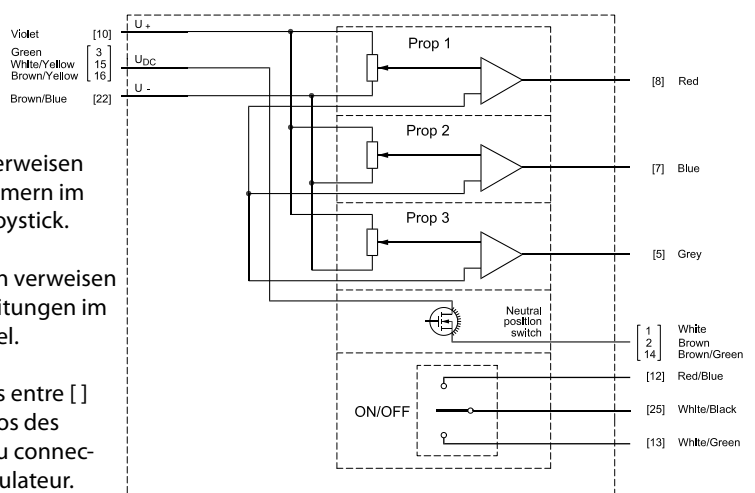 Violet [10] U +
Green [ 3 ]
White/Yellow [ 15 ] UDC
Brown/Yellow [ 16 ]
Brown/Blue [22] U -
erweisen
mern im
oystick.
n verweisen
itungen im
el.
s entre [ ]
os des
u connec-
ulateur.
Prop 1
[8] Red
Prop 2
[7] Blue
Prop 3
[5] Grey
Neutral
position
switch
[ 1 ] White
[ 2 ] Brown
[ 14 ] Brown/Green
[12] Red/Blue
ON/OFF
[25] White/Black
[13] White/Green